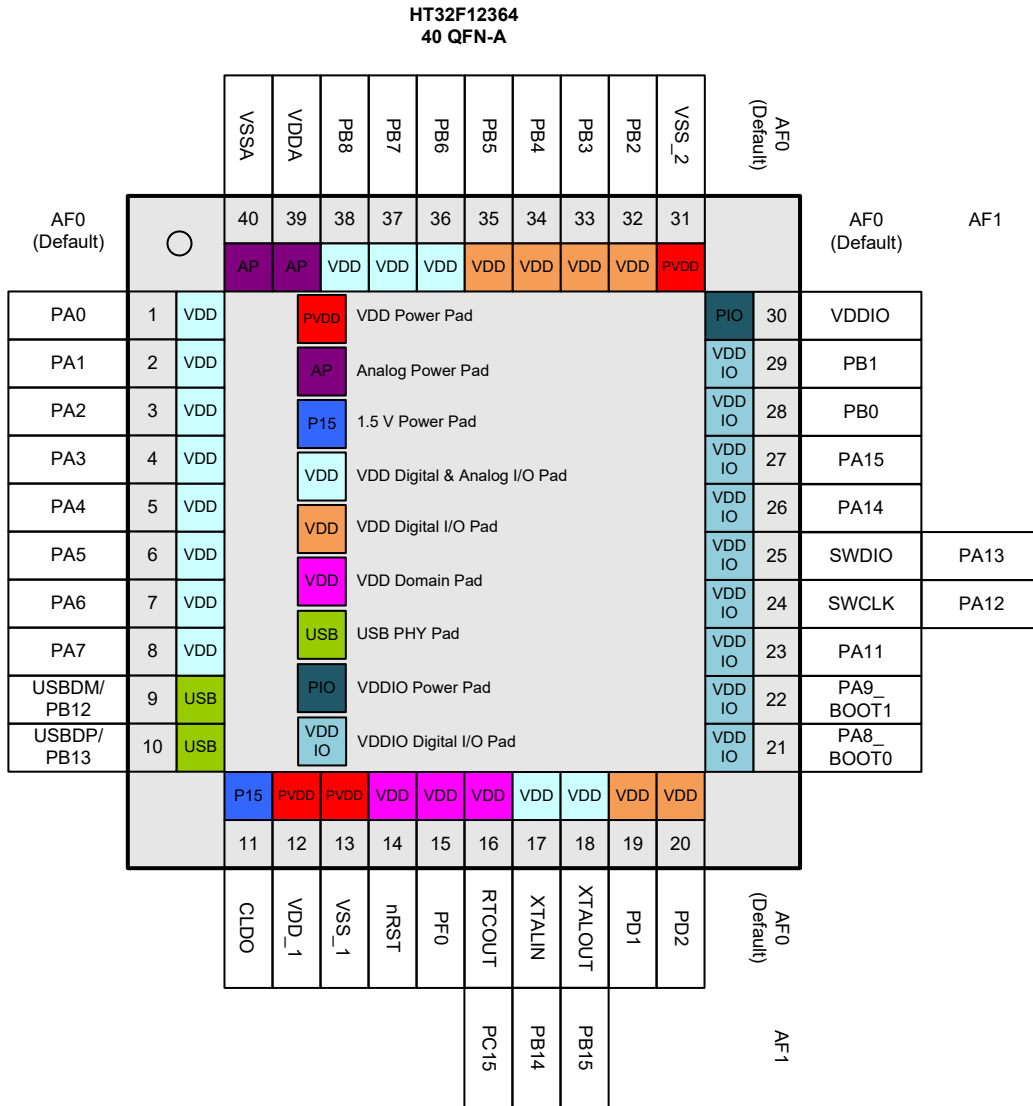 HT32F12364
40 QFN-A
VSSA
VDDA
PB8
PB7
PB6
PB5
PB4
PB3
PB2
VSS_2
AF0
(Default)
AF0
(Default)
40 39 38 37 36 35 34 33 32 31
AP AP VDD VDD VDD VDD VDD VDD VDD PVDD
AF0
(Default)
AF1
PA0 1 VDD
PA1 2 VDD
PA2 3 VDD
PA3 4 VDD
PA4 5 VDD
PA5 6 VDD
PA6 7 VDD
PA7 8 VDD
USBDM/
PB12
9 USB
USBDP/
PB13
10 USB
PVDD VDD Power Pad
AP Analog Power Pad
P15 1.5 V Power Pad
VDD VDD Digital & Analog I/O Pad
VDD VDD Digital I/O Pad
VDD VDD Domain Pad
USB USB PHY Pad
PIO VDDIO Power Pad
VDD
IO
VDDIO Digital I/O Pad
PIO 30 VDDIO
VDD
IO
29 PB1
VDD
IO
28 PB0
VDD
IO
27 PA15
VDD
IO
26 PA14
VDD
IO
25 SWDIO PA13
VDD
IO
24 SWCLK PA12
VDD
IO
23 PA11
VDD
IO
22 PA9_
BOOT1
VDD
IO
21 PA8_
BOOT0
P15 PVDD PVDD VDD VDD VDD VDD VDD VDD VDD
11 12 13 14 15 16 17 18 19 20
CLDO
VDD_1
VSS_1
nRST
PF0
RTCOUT
XTALIN
XTALOUT
PD1
PD2
AF0
(Default)
PC15
PB14
PB15
AF1